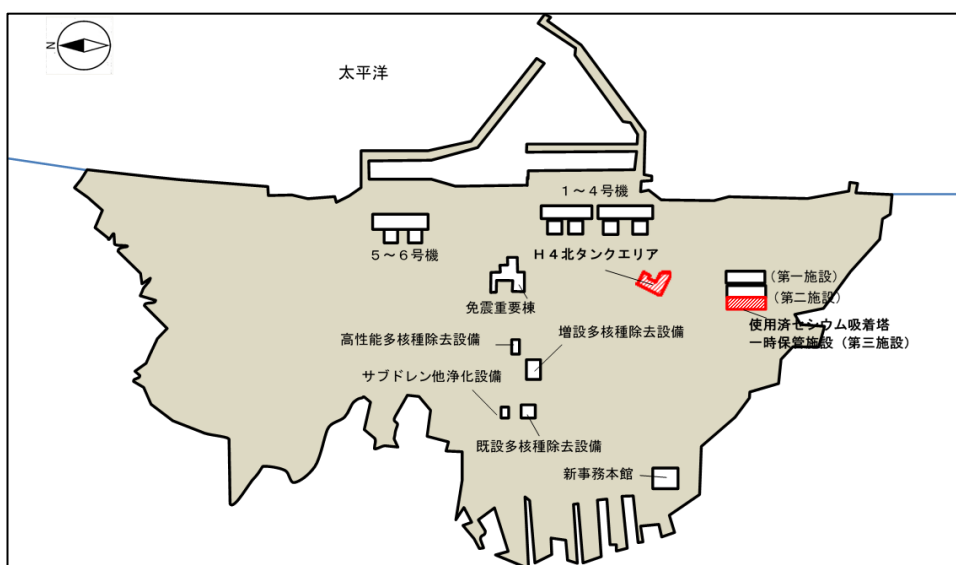 N
太平洋
１～４号機
５～６号機
Ｈ４北タンクエリア
（第一施設）
（第二施設）
免震重要棟
使用済セシウム吸着塔
一時保管施設（第三施設）
高性能多核種除去設備
増設多核種除去設備
サブドレン他浄化設備
既設多核種除去設備
新事務本館